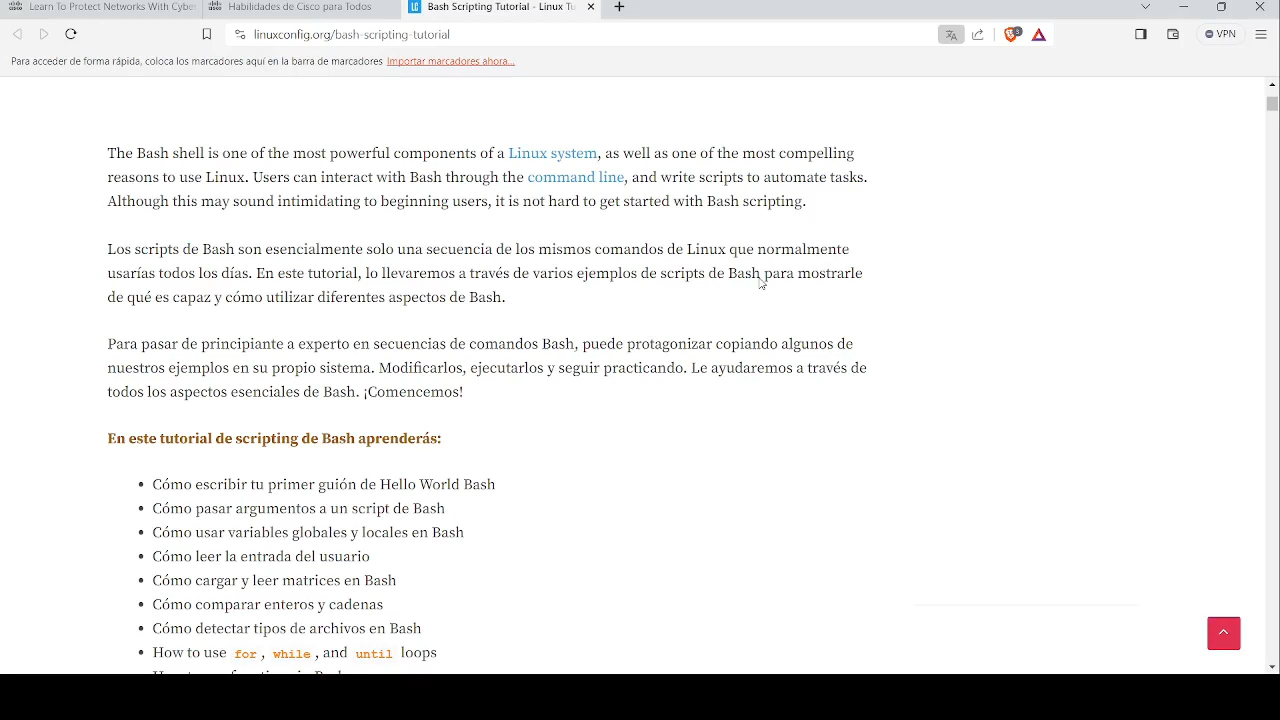 Learn To Protect Networks With Cyber
Habilidades de Cisco para Todos
Bash Scripting Tutorial - Linux Tu
linuxconfig.org/bash-scripting-tutorial
3
VPN
Para acceder de forma rápida, coloca los marcadores aquí en la barra de marcadores Importar marcadores ahora...
The Bash shell is one of the most powerful components of a Linux system, as well as one of the most compelling
reasons to use Linux. Users can interact with Bash through the command line, and write scripts to automate tasks.
Although this may sound intimidating to beginning users, it is not hard to get started with Bash scripting.
Los scripts de Bash son esencialmente solo una secuencia de los mismos comandos de Linux que normalmente
usarías todos los días. En este tutorial, lo llevaremos a través de varios ejemplos de scripts de Bash para mostrarle
de qué es capaz y cómo utilizar diferentes aspectos de Bash.
Para pasar de principiante a experto en secuencias de comandos Bash, puede protagonizar copiando algunos de
nuestros ejemplos en su propio sistema. Modificarlos, ejecutarlos y seguir practicando. Le ayudaremos a través de
todos los aspectos esenciales de Bash. ¡Comencemos!
En este tutorial de scripting de Bash aprenderás:
• Cómo escribir tu primer guión de Hello World Bash
• Cómo pasar argumentos a un script de Bash
• Cómo usar variables globales y locales en Bash
• Cómo leer la entrada del usuario
• Cómo cargar y leer matrices en Bash
• Cómo comparar enteros y cadenas
• Cómo detectar tipos de archivos en Bash
• How to use for, while, and until loops